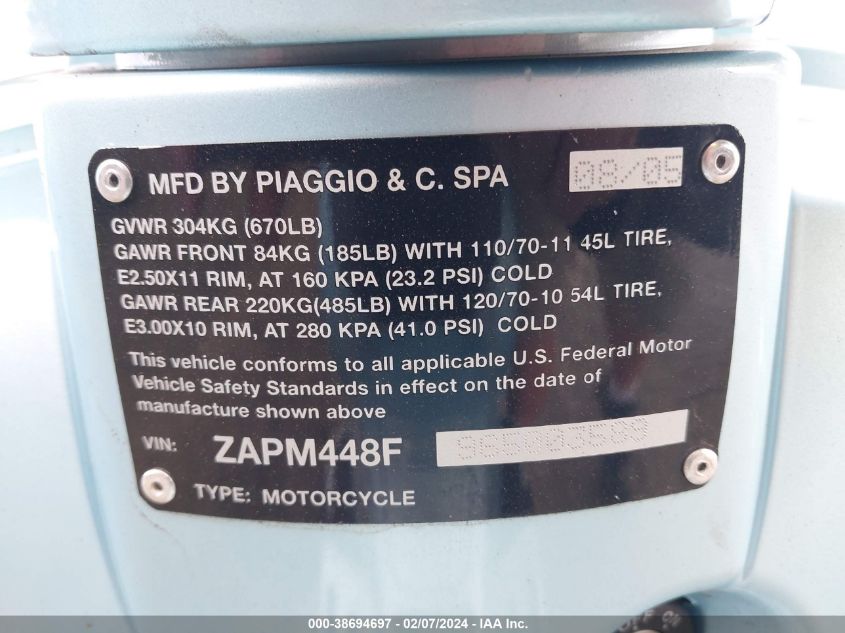 MFD BY PIAGGIO & C. SPA 08/05
GVWR 304KG (670LB)
GAWR FRONT 84KG (185LB) WITH 110/70-11 45L TIRE,
E2.50X11 RIM, AT 160 KPA (23.2 PSI) COLD
GAWR REAR 220KG(485LB) WITH 120/70-10 54L TIRE,
E3.00X10 RIM, AT 280 KPA (41.0 PSI) COLD
This vehicle conforms to all applicable U.S. Federal Motor
Vehicle Safety Standards in effect on the date of
manufacture shown above
VIN: ZAPM448F
TYPE: MOTORCYCLE
000-38694697 - 02/07/2024 - IAA Inc.